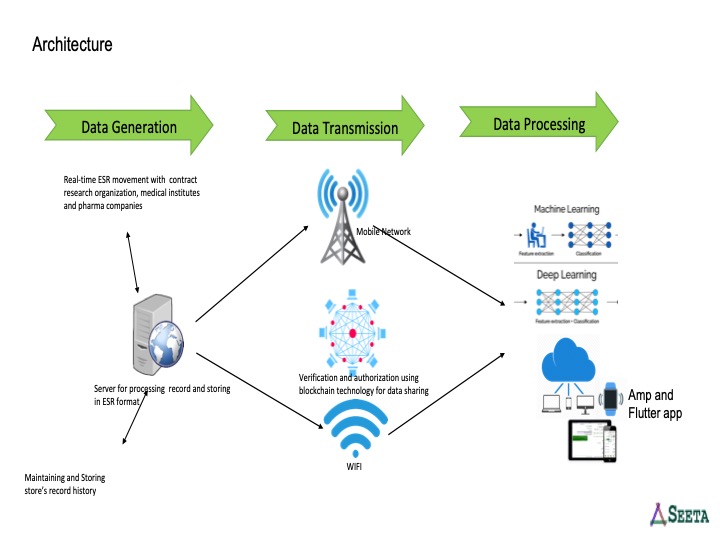 Architecture
Data Generation
Data Transmission
Data Processing
Real-time ESR movement with contract
research organization, medical institutes
and pharma companies
Mobile Network
Machine Learning
Feature extraction
Classification
Deep Learning
Feature extraction + Classification
Server for processing record and storing
in ESR format
Verification and authorization using
blockchain technology for data sharing
Amp and
Flutter app
WIFI
Maintaining and Storing
store's record history
SEETA